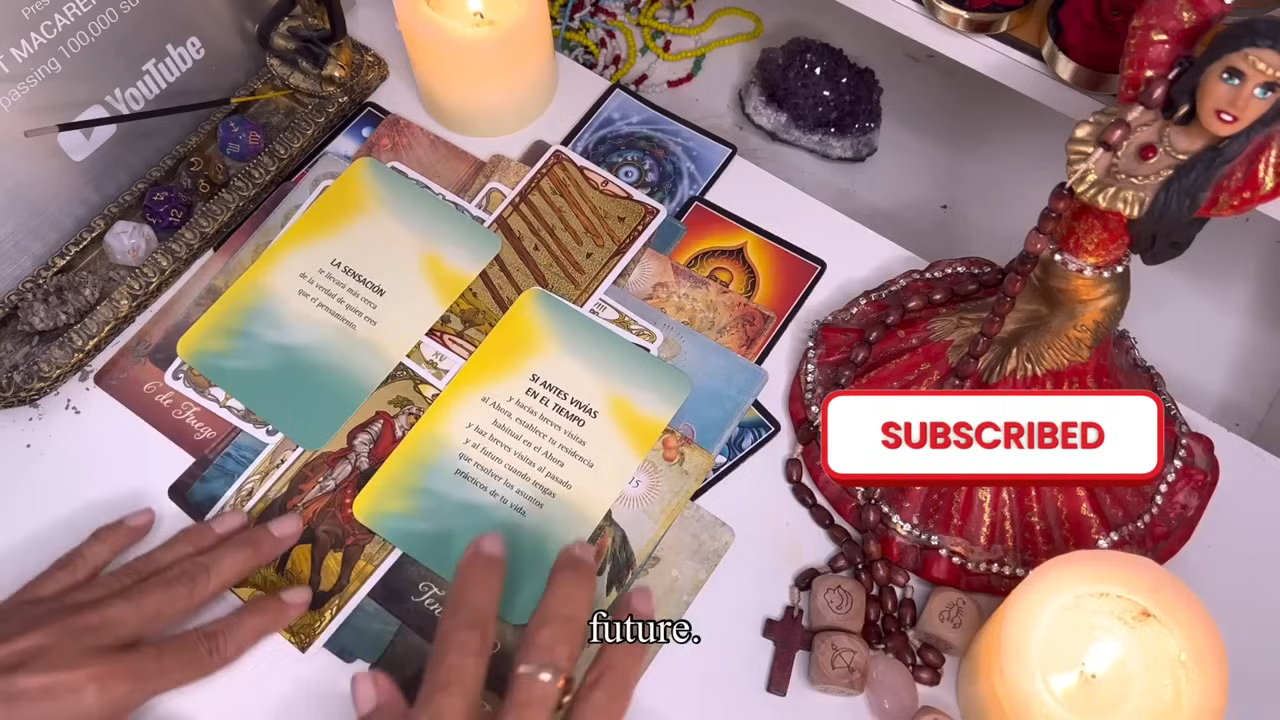 T MACARE
passing 100,000 su
YouTube
LA SENSACIÓN
te llevará más cerca
de la verdad de quien eres
que el pensamiento.
XV
SI ANTES VIVÍAS
EN EL TIEMPO
y hacías breves visitas
al Ahora, establece tu residencia
habitual en el Ahora
y haz breves visitas al pasado
y al futuro cuando tengas
que resolver los asuntos
prácticos de tu vida.
6 de Fuego
15
12
SUBSCRIBED
future.